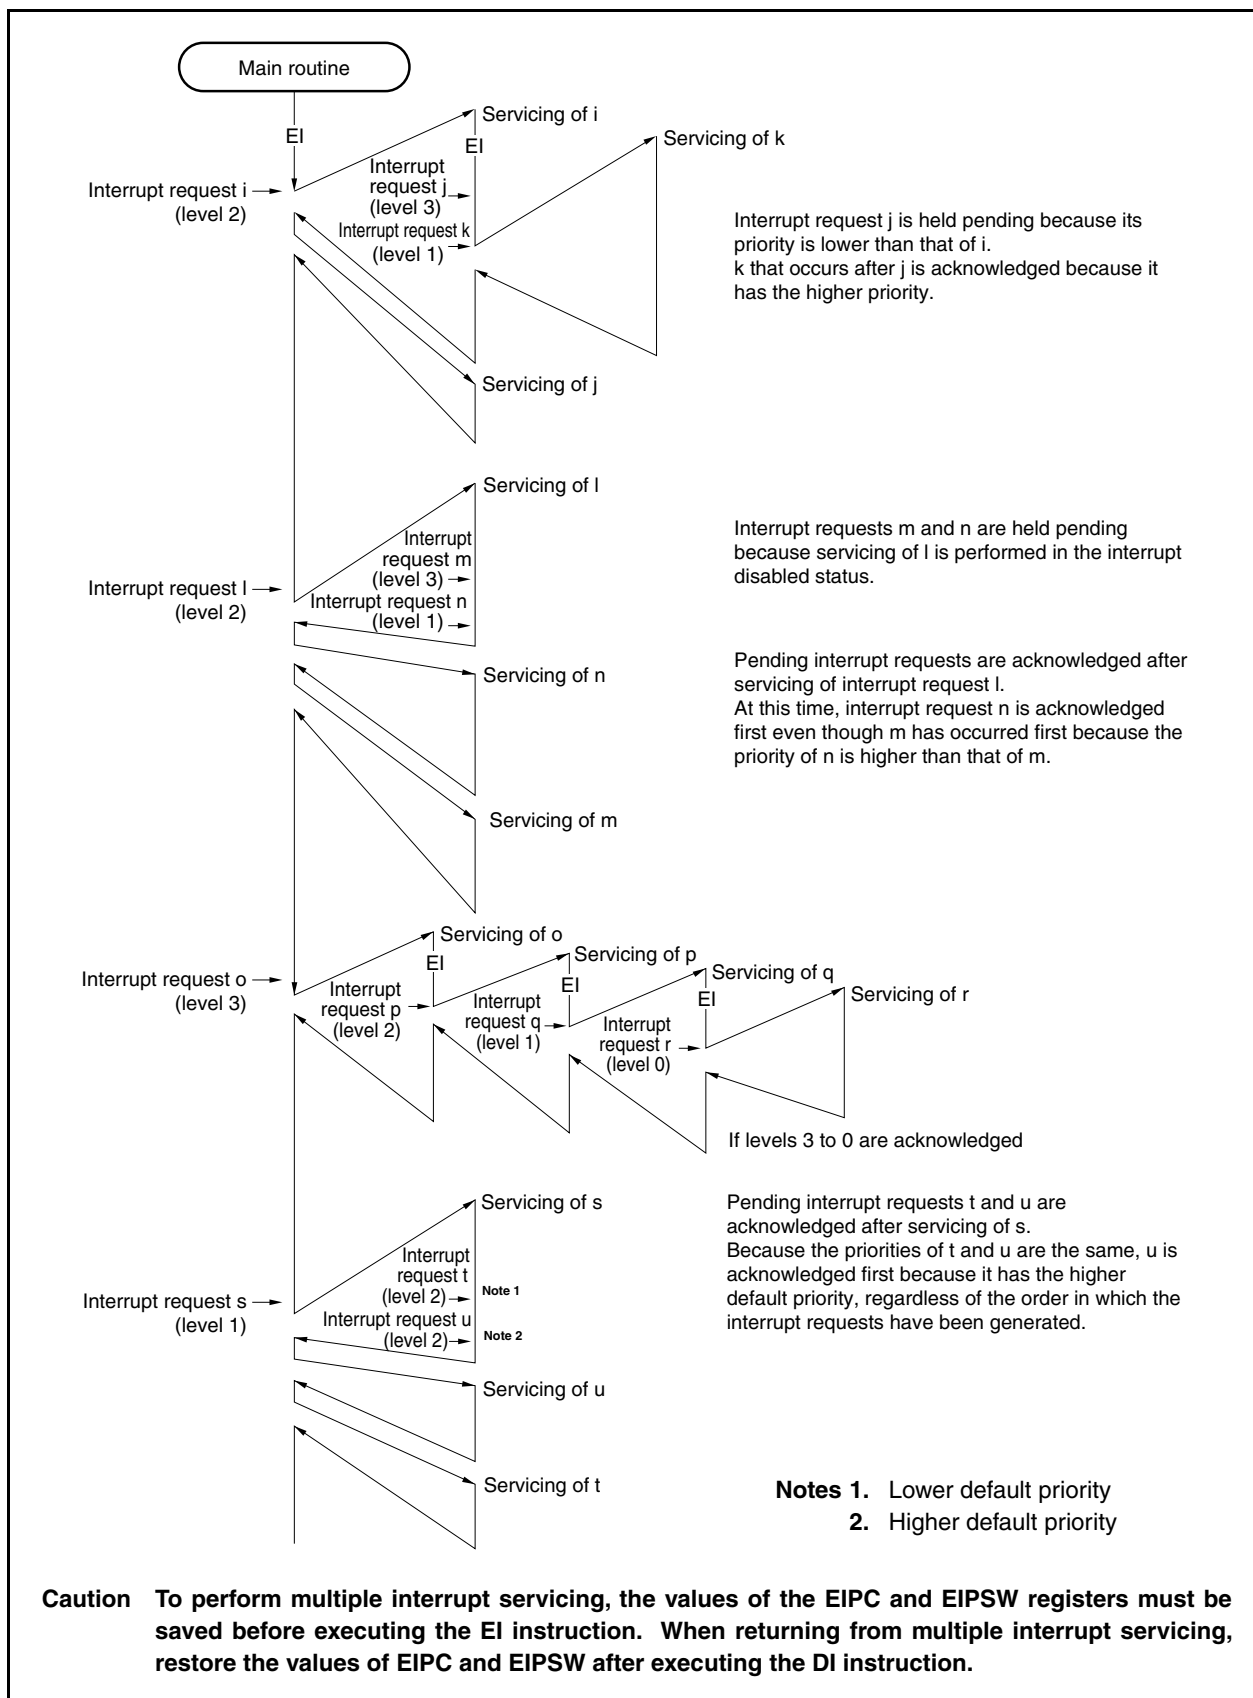 Main routine
EI
Servicing of i
EI
Servicing of k
Interrupt request i
(level 2)
Interrupt
request j
(level 3)
Interrupt request k
(level 1)
Interrupt request j is held pending because its
priority is lower than that of i.
k that occurs after j is acknowledged because it
has the higher priority.
Servicing of j
Servicing of l
Interrupt request l
(level 2)
Interrupt
request m
(level 3)
Interrupt request n
(level 1)
Interrupt requests m and n are held pending
because servicing of l is performed in the interrupt
disabled status.
Servicing of n
Pending interrupt requests are acknowledged after
servicing of interrupt request l.
At this time, interrupt request n is acknowledged
first even though m has occurred first because the
priority of n is higher than that of m.
Servicing of m
Interrupt request o
(level 3)
Servicing of o
EI
Interrupt
request p
(level 2)
Servicing of p
EI
Interrupt
request q
(level 1)
Servicing of q
EI
Interrupt
request r
(level 0)
Servicing of r
If levels 3 to 0 are acknowledged
Servicing of s
Interrupt request s
(level 1)
Interrupt
request t
(level 2)
Note 1
Interrupt request u
(level 2)
Note 2
Pending interrupt requests t and u are
acknowledged after servicing of s.
Because the priorities of t and u are the same, u is
acknowledged first because it has the higher
default priority, regardless of the order in which the
interrupt requests have been generated.
Servicing of u
Servicing of t
Notes 1. Lower default priority
2. Higher default priority
Caution To perform multiple interrupt servicing, the values of the EIPC and EIPSW registers must be
saved before executing the EI instruction. When returning from multiple interrupt servicing,
restore the values of EIPC and EIPSW after executing the DI instruction.